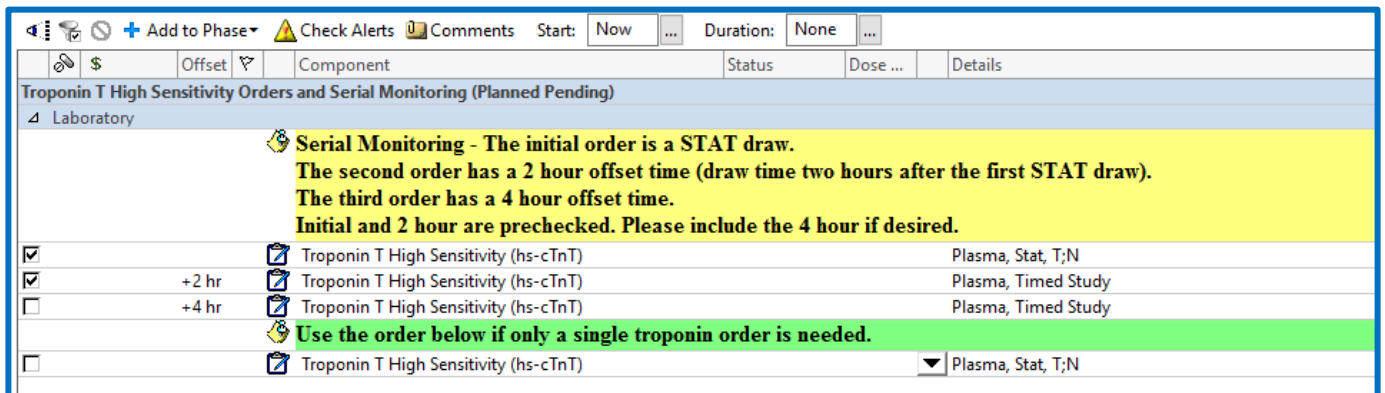 Add to Phase Check Alerts Comments Start: Now ... Duration: None ...
$ Offset Component Status Dose ... Details
Troponin T High Sensitivity Orders and Serial Monitoring (Planned Pending)
Laboratory
Serial Monitoring - The initial order is a STAT draw.
The second order has a 2 hour offset time (draw time two hours after the first STAT draw).
The third order has a 4 hour offset time.
Initial and 2 hour are prechecked. Please include the 4 hour if desired.
Troponin T High Sensitivity (hs-cTnT) Plasma, Stat, T;N
+2 hr Troponin T High Sensitivity (hs-cTnT) Plasma, Timed Study
+4 hr Troponin T High Sensitivity (hs-cTnT) Plasma, Timed Study
Use the order below if only a single troponin order is needed.
Troponin T High Sensitivity (hs-cTnT) Plasma, Stat, T;N